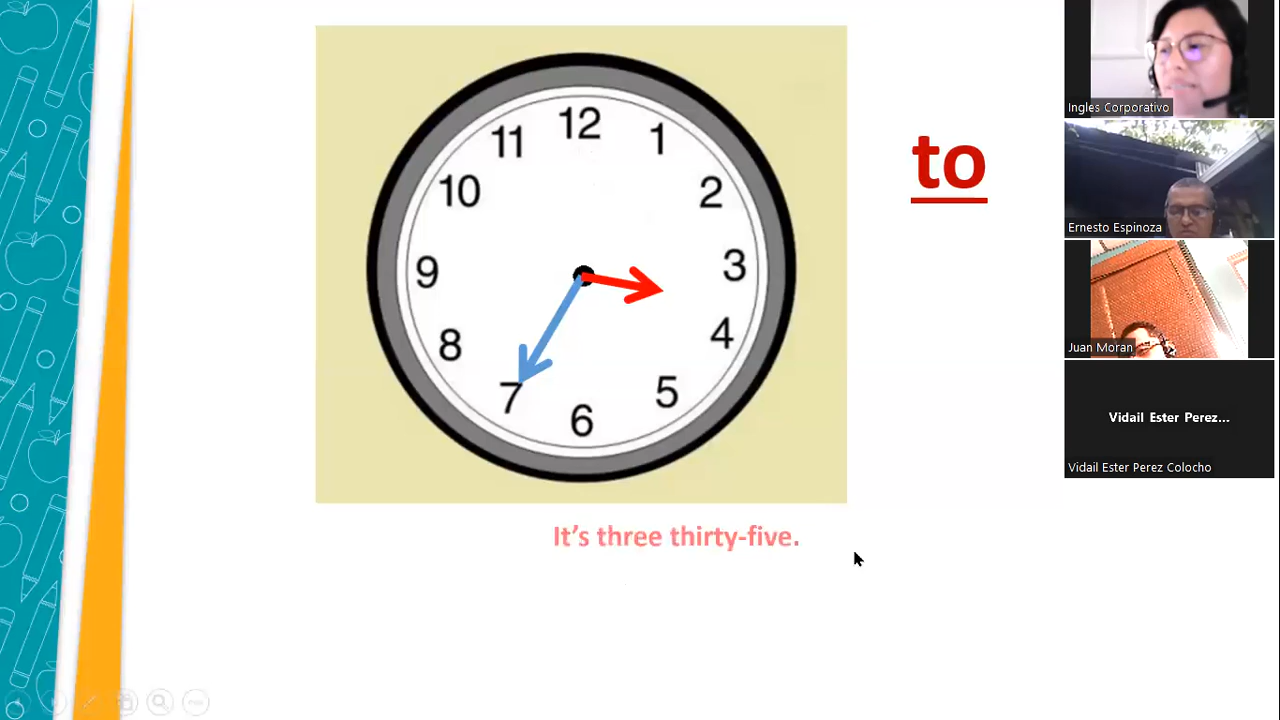 12
11
1
10
2
9
3
8
4
7
5
6
to
It's three thirty-five.
Ingles Corporativo
Ernesto Espinoza
Juan Moran
Vidail Ester Perez...
Vidail Ester Perez Colocho